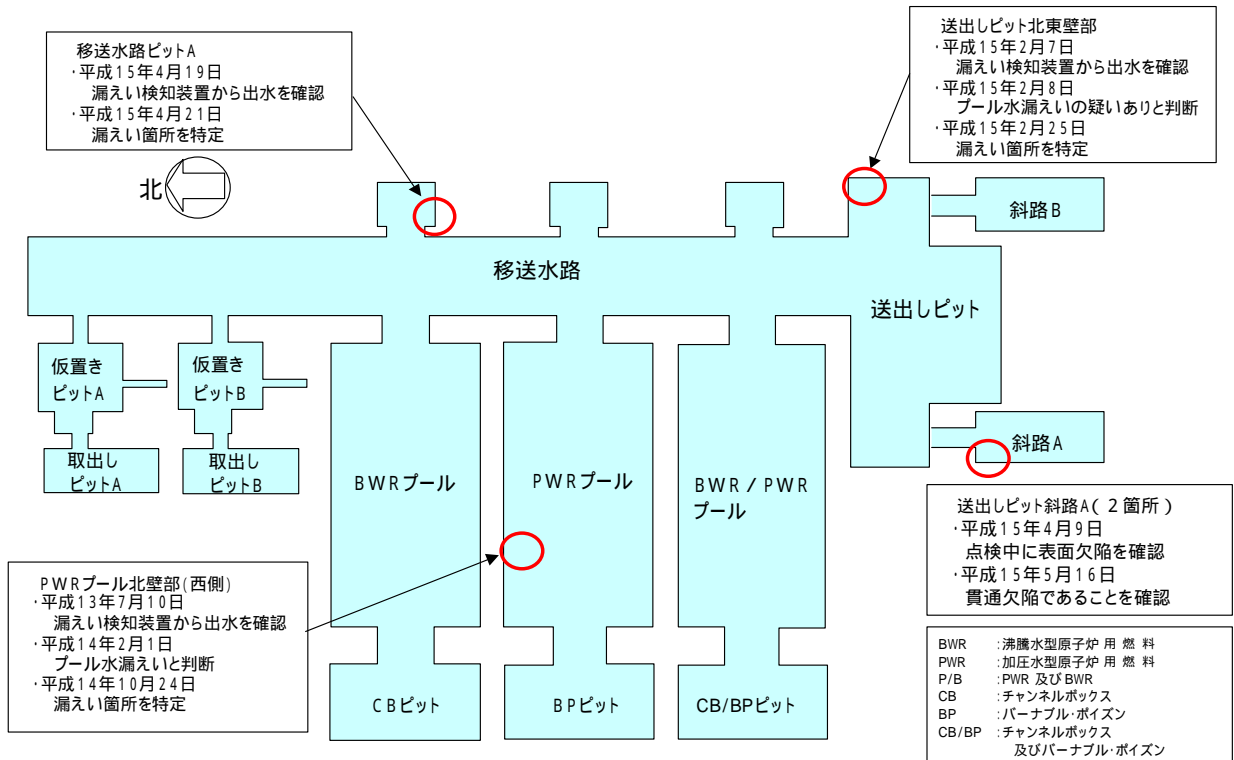 移送水路ピットA
・平成15年4月19日
漏えい検知装置から出水を確認
・平成15年4月21日
漏えい箇所を特定
送出しピット北東壁部
・平成15年2月7日
漏えい検知装置から出水を確認
・平成15年2月8日
プール水漏えいの疑いありと判断
・平成15年2月25日
漏えい箇所を特定
北
斜路B
移送水路
送出しピット
仮置き
ピットA
仮置き
ピットB
取出し
ピットA
取出し
ピットB
BWRプール
PWRプール
BWR/PWR
プール
斜路A
送出しピット斜路A(2箇所)
・平成15年4月9日
点検中に表面欠陥を確認
・平成15年5月16日
貫通欠陥であることを確認
PWRプール北壁部(西側)
・平成13年7月10日
漏えい検知装置から出水を確認
・平成14年2月1日
プール水漏えいと判断
・平成14年10月24日
漏えい箇所を特定
CBピット
BPピット
CB/BPピット
BWR :沸騰水型原子炉用燃料
PWR :加圧水型原子炉用燃料
P/B :PWR及びBWR
CB :チャンネルボックス
BP :バーナブル・ポイズン
CB/BP :チャンネルボックス
及びバーナブル・ポイズン